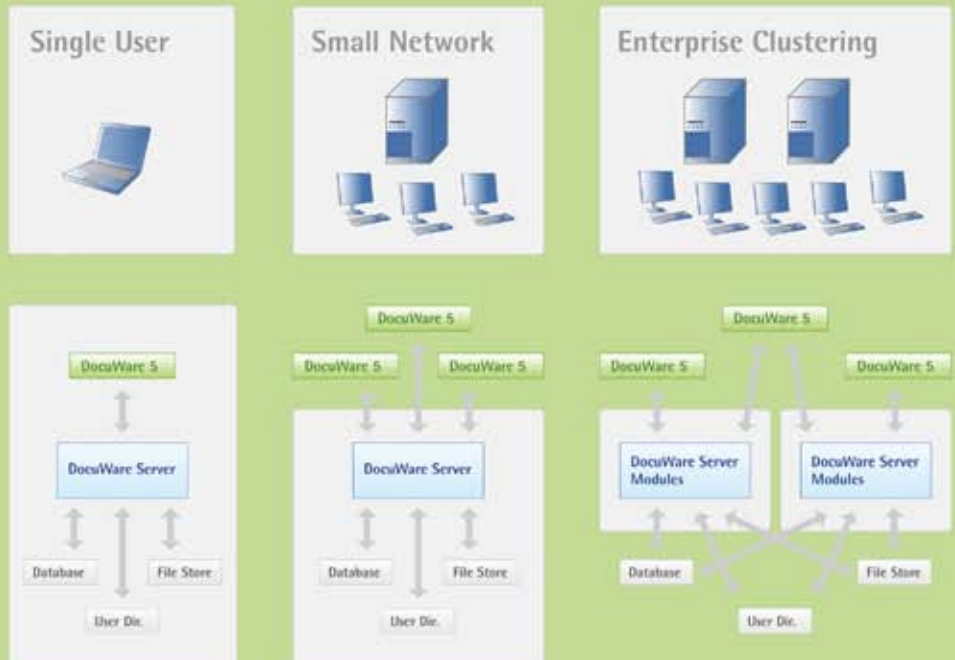 Single User
Small Network
Enterprise Clustering
DocuWare 5
DocuWare Server
Database
File Store
User Dir.
DocuWare 5
DocuWare 5
DocuWare 5
DocuWare Server
Database
File Store
User Dir.
DocuWare 5
DocuWare 5
DocuWare 5
DocuWare Server
Modules
DocuWare Server
Modules
Database
File Store
User Dir.